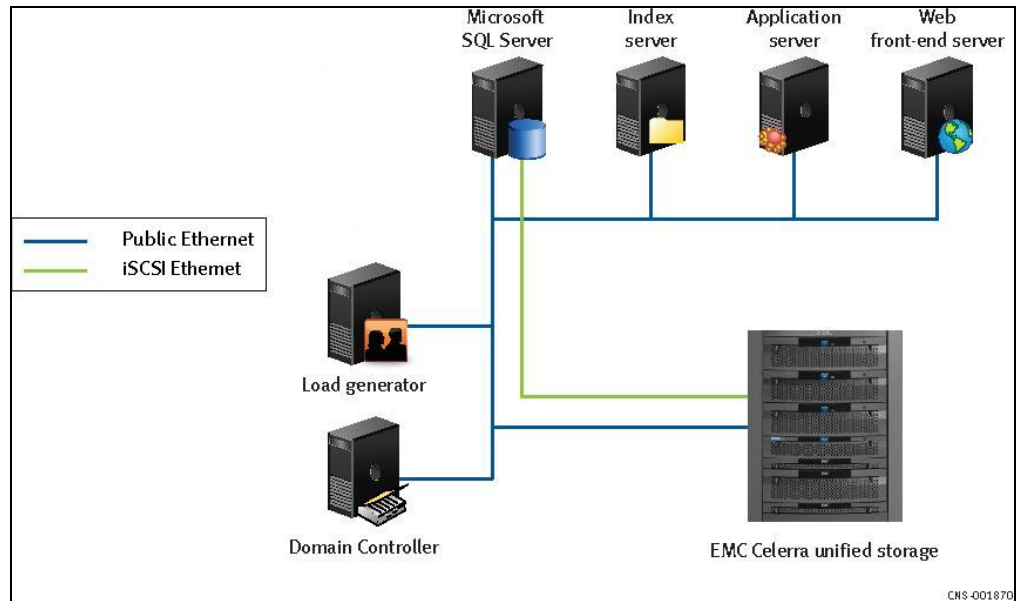 Microsoft
SQL Server
Index
server
Application
server
Web
front-end server
Public Ethernet
iSCSI Ethernet
Load generator
Domain Controller
EMC Celerra unified storage
CNS-001870